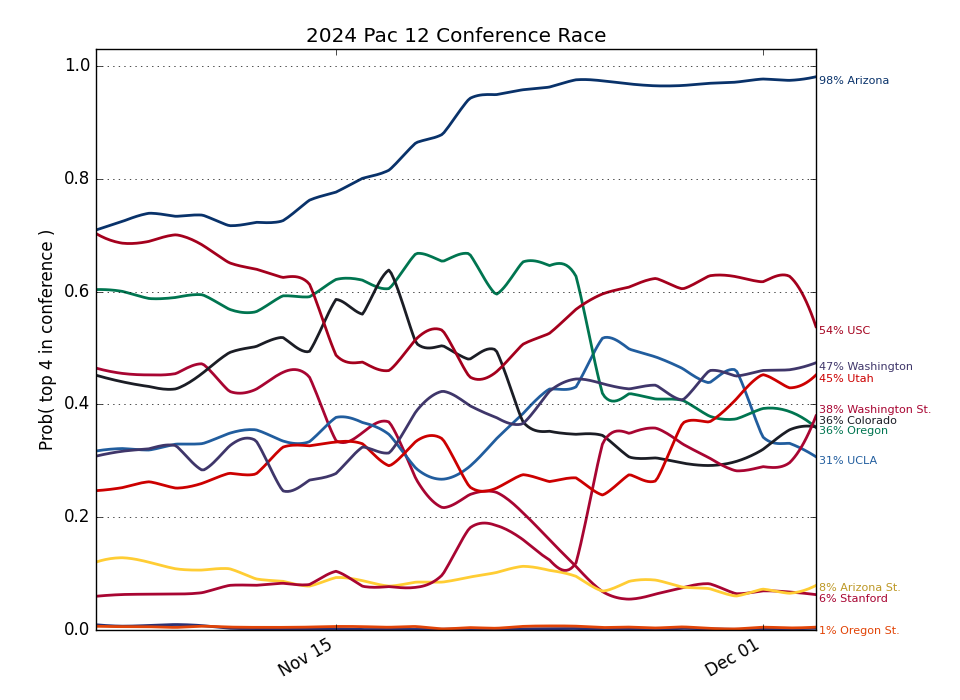 2024 Pac 12 Conference Race
1.0
0.8
0.6
0.4
0.2
0.0
Prob( top 4 in conference )
Nov 15
Dec 01
98% Arizona
54% USC
47% Washington
45% Utah
38% Washington St.
36% Colorado
36% Oregon
31% UCLA
8% Arizona St.
6% Stanford
1% Oregon St.